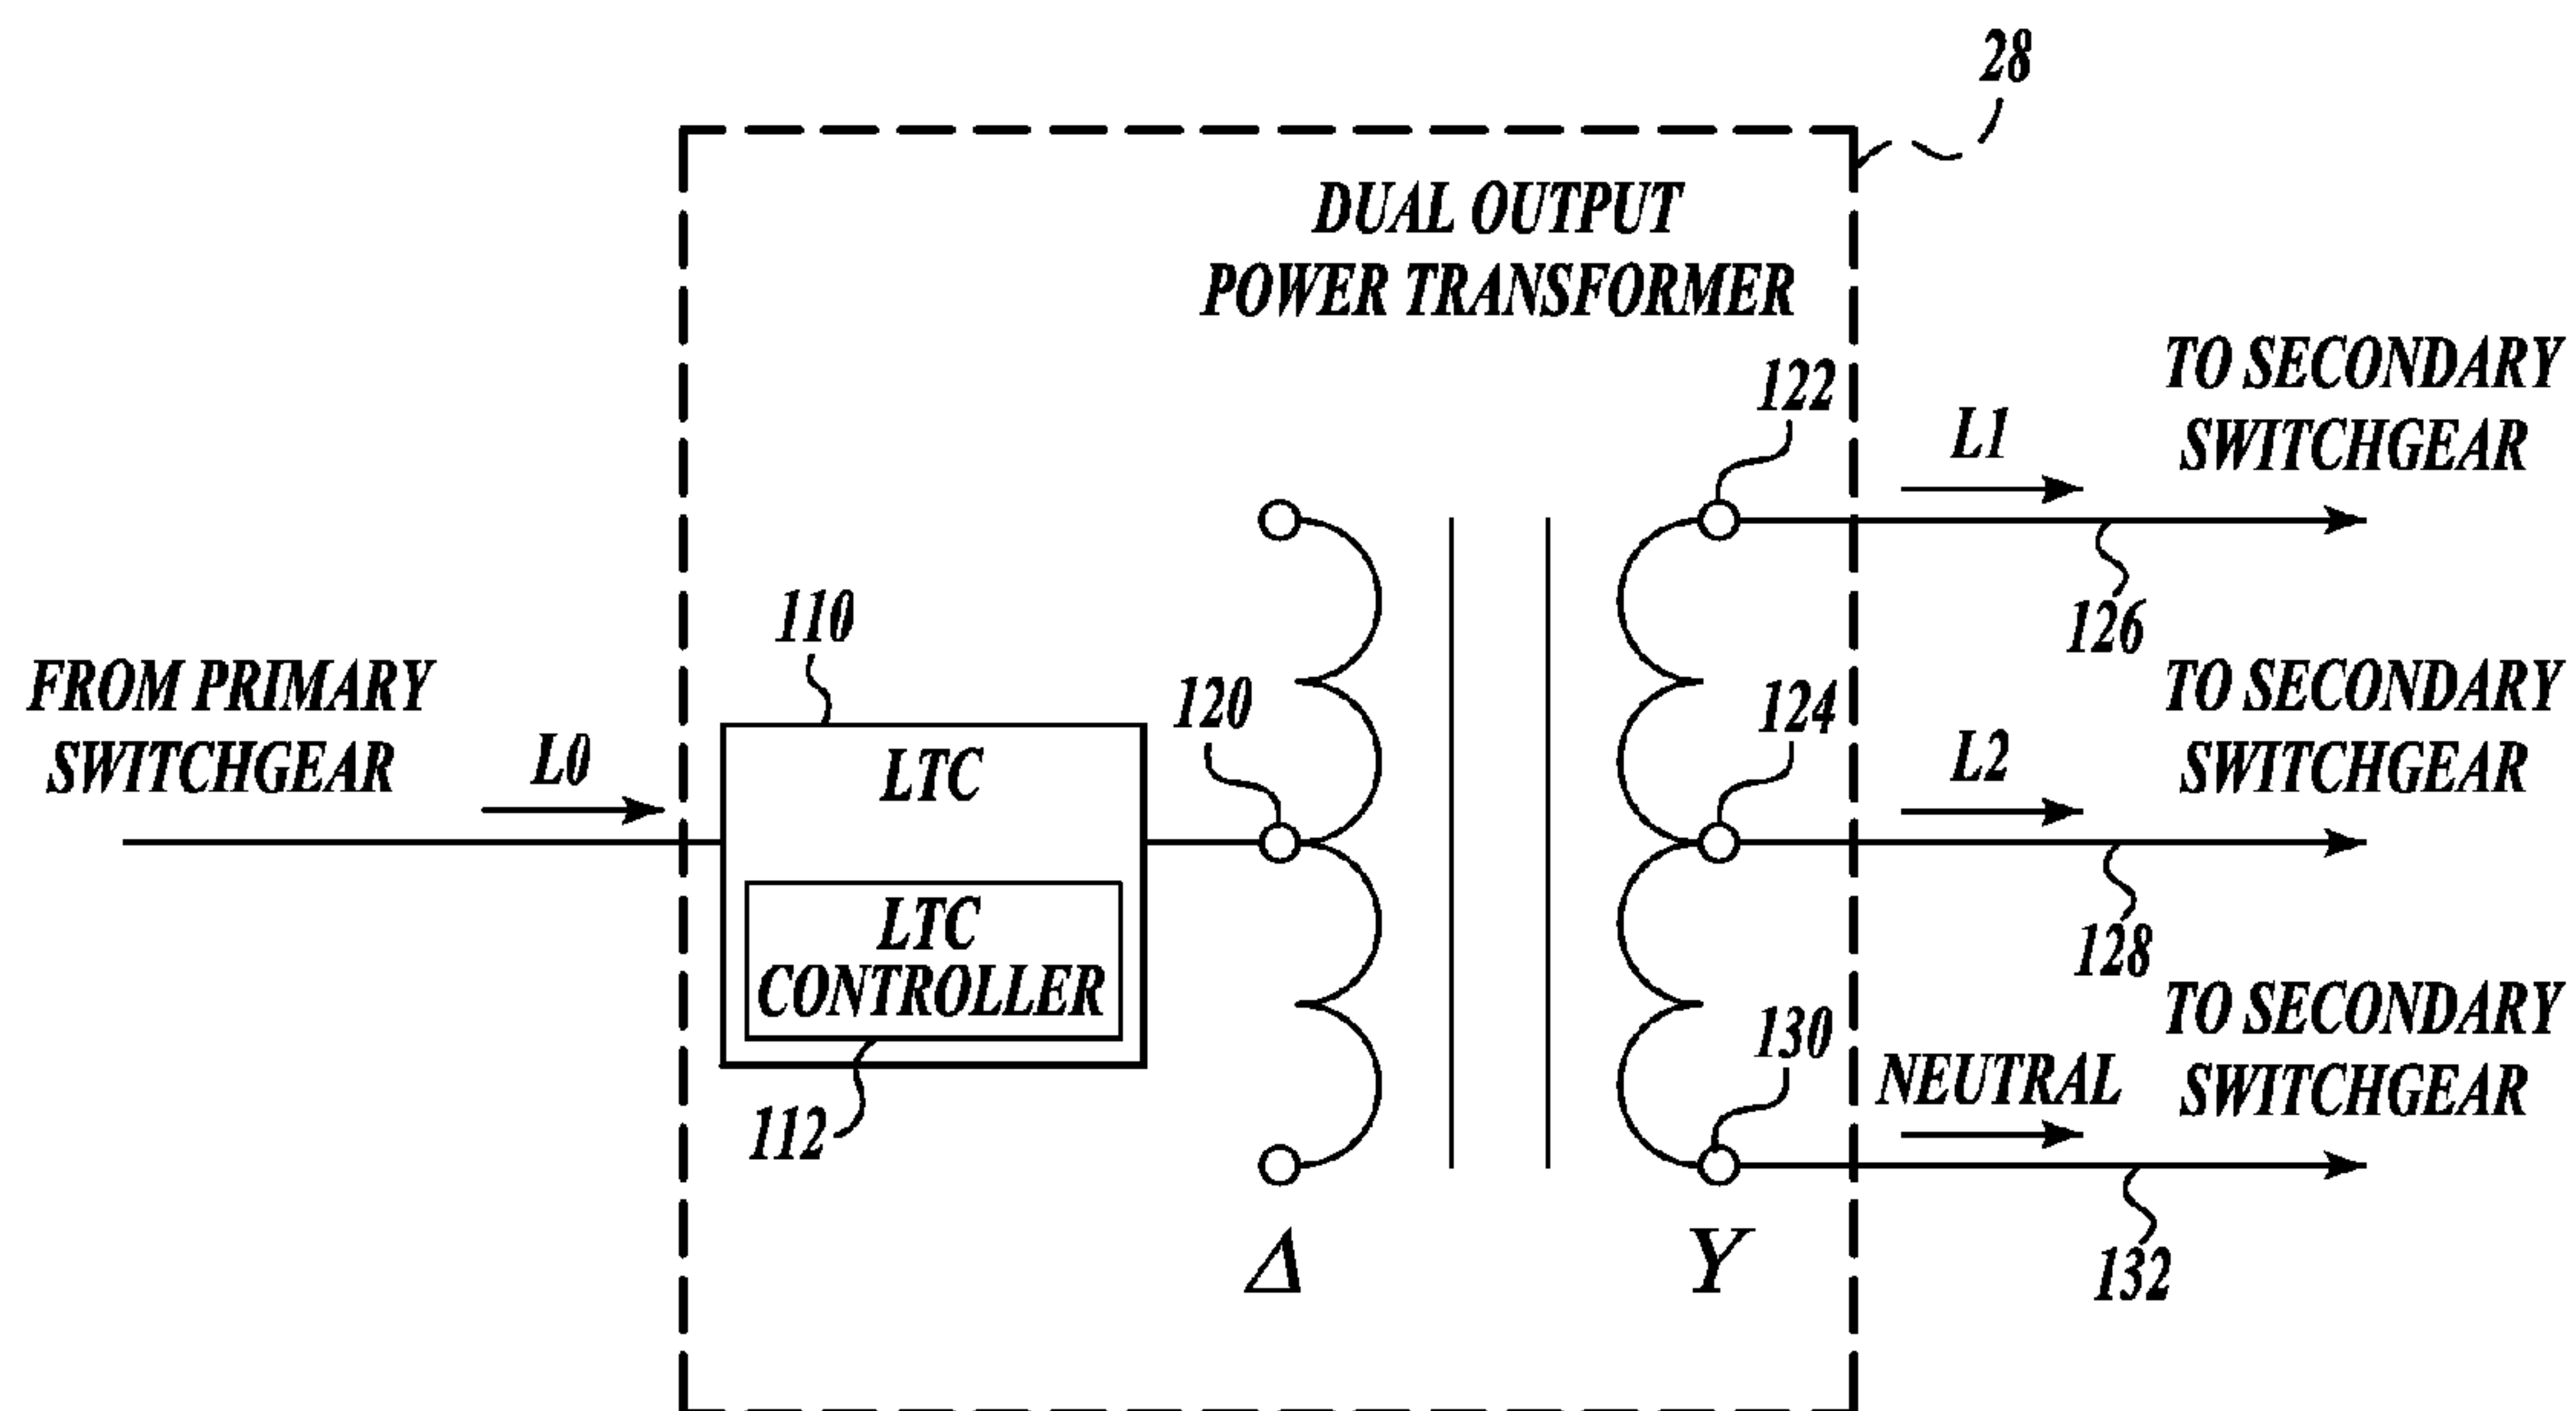 28
DUAL OUTPUT
POWER TRANSFORMER
122
L1
TO SECONDARY
SWITCHGEAR
126
FROM PRIMARY
SWITCHGEAR
L0
110
LTC
LTC
CONTROLLER
112
120
124
L2
TO SECONDARY
SWITCHGEAR
128
130
NEUTRAL
TO SECONDARY
SWITCHGEAR
132
Δ
Y